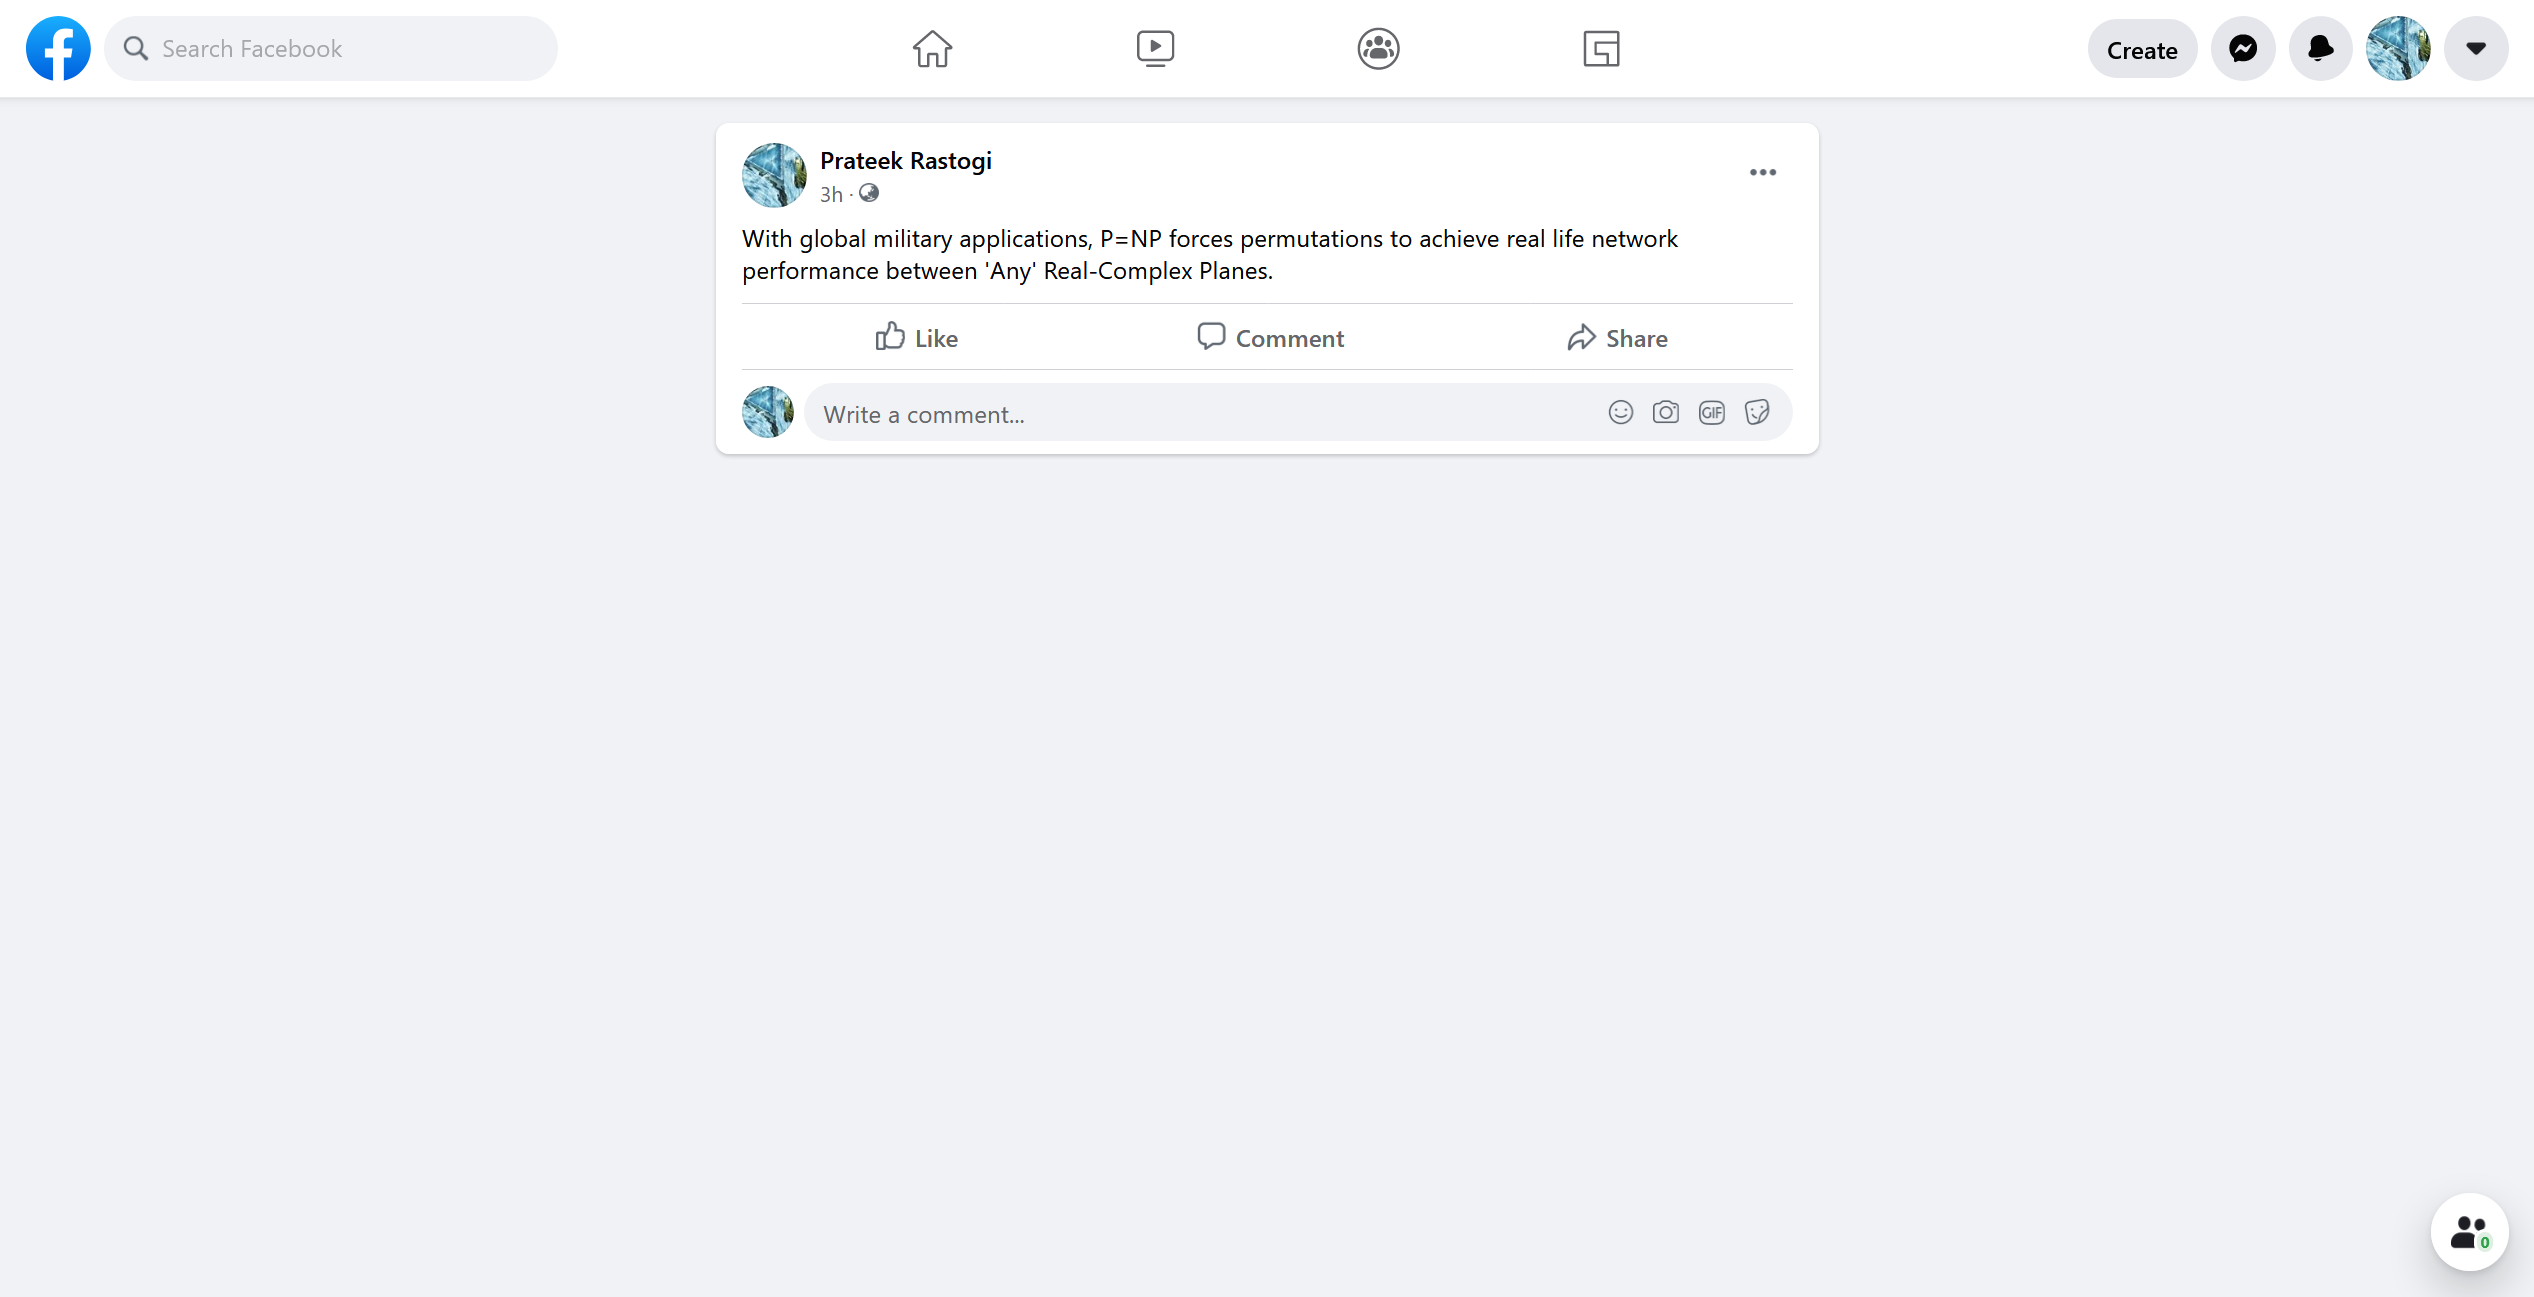 Search Facebook
Create
Prateek Rastogi
3h ·
With global military applications, P=NP forces permutations to achieve real life network
performance between 'Any' Real-Complex Planes.
Like
Comment
Share
Write a comment...
GIF
0